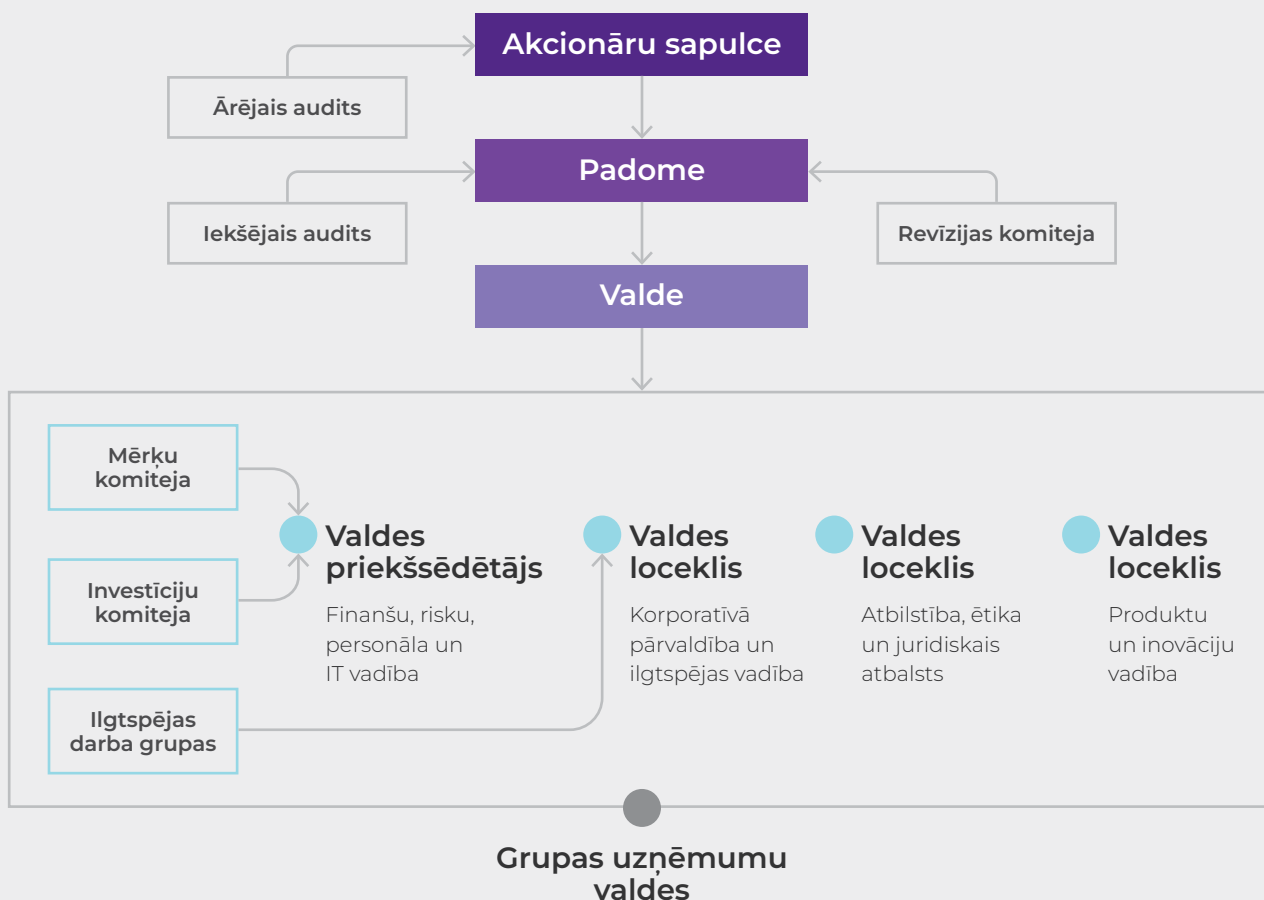 Akcionāru sapulce
Ārējais audits
Padome
Iekšējais audits
Revīzijas komiteja
Valde
Mērķu
komiteja
Investīciju
komiteja
Ilgtspējas
darba grupas
Valdes
priekšsēdētājs
Finanšu, risku,
personāla un
IT vadība
Valdes
loceklis
Korporatīvā
pārvaldība un
ilgtspējas vadība
Valdes
loceklis
Atbilstība, ētika
un juridiskais
atbalsts
Valdes
loceklis
Produktu
un inovāciju
vadība
Grupas uzņēmumu
valdes